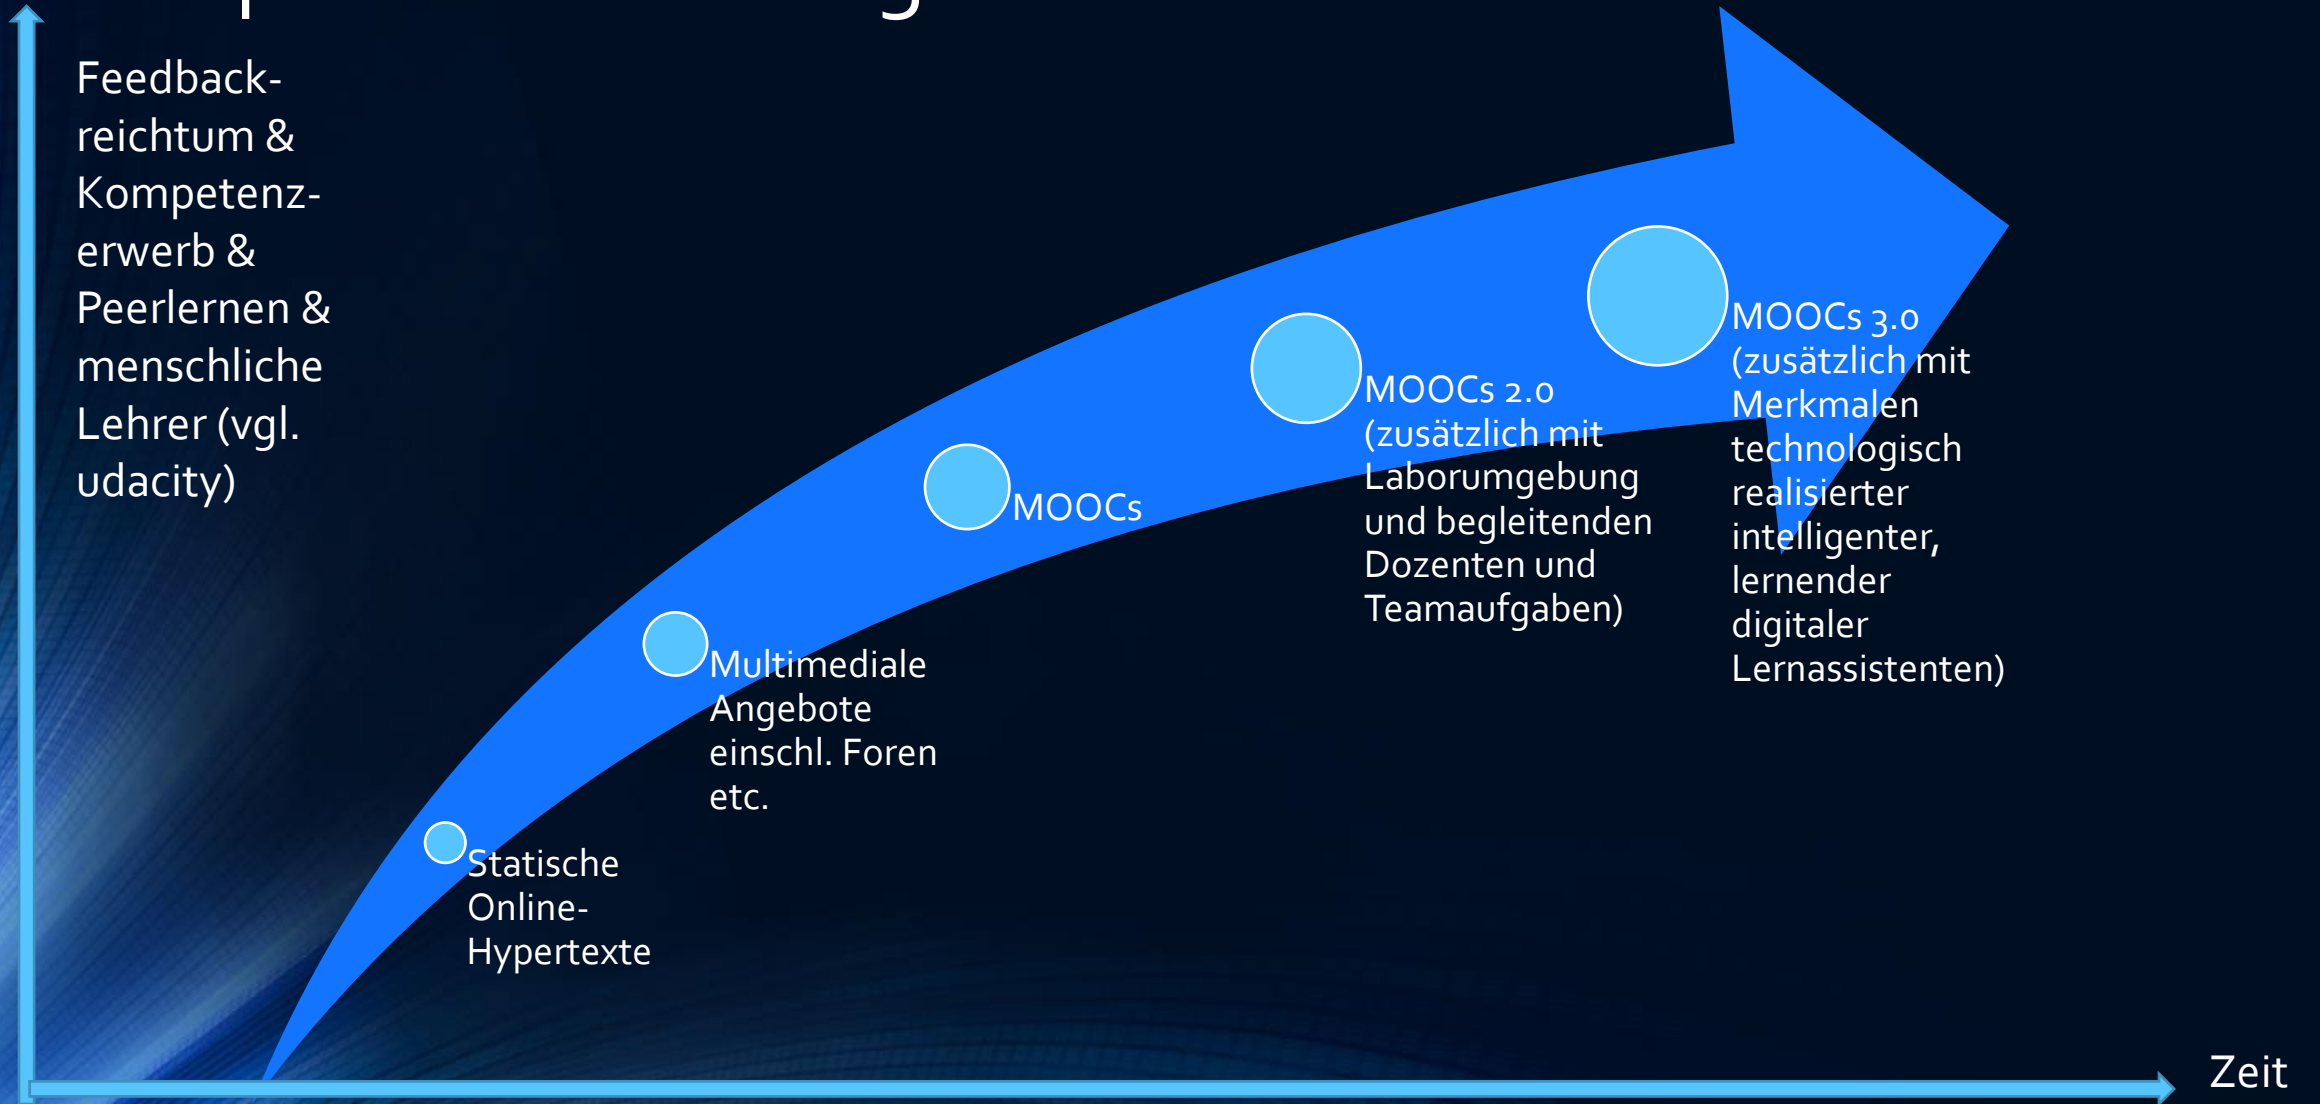 Feedback-
reichtum &
Kompetenz-
erwerb &
Peerlernen &
menschliche
Lehrer (vgl.
udacity)
MOOCs 3.0
(zusätzlich mit
Merkmalen
technologisch
realisierter
intelligenter,
lernender
digitaler
Lernassistenten)
MOOCs 2.0
(zusätzlich mit
Laborumgebung
und begleitenden
Dozenten und
Teamaufgaben)
MOOCs
Multimediale
Angebote
einschl. Foren
etc.
Statische
Online-
Hypertexte
Zeit